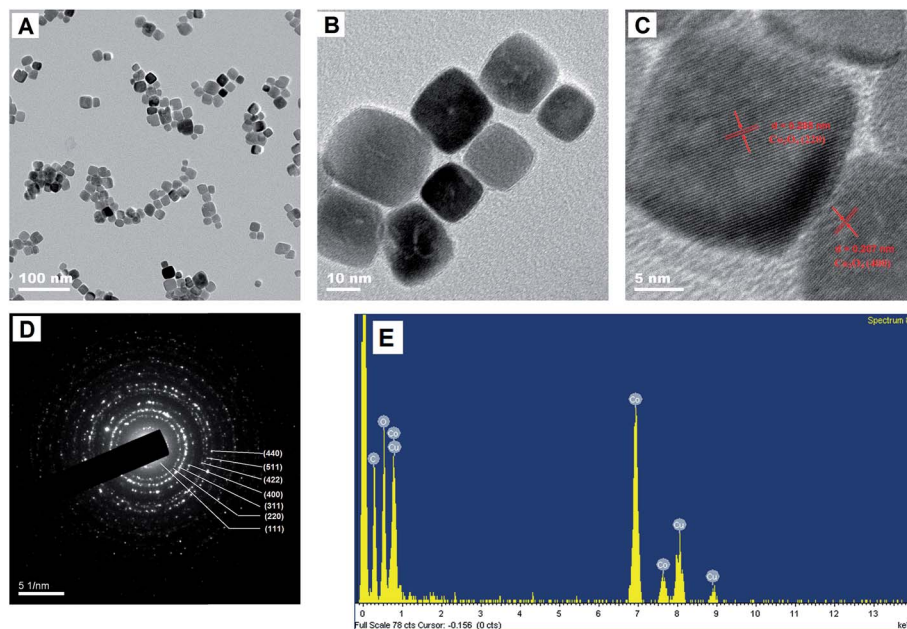 A
100 nm
B
10 nm
C
5 nm
D
(440)
(511)
(422)
(400)
(311)
(220)
(111)
5 1/nm
E
Spectrum
C
O
Co
Cu
Co
Co
Cu
Cu
0 1 2 3 4 5 6 7 8 9 10 11 12 13
Full Scale 78 cts Cursor: -0.156 (0 cts)